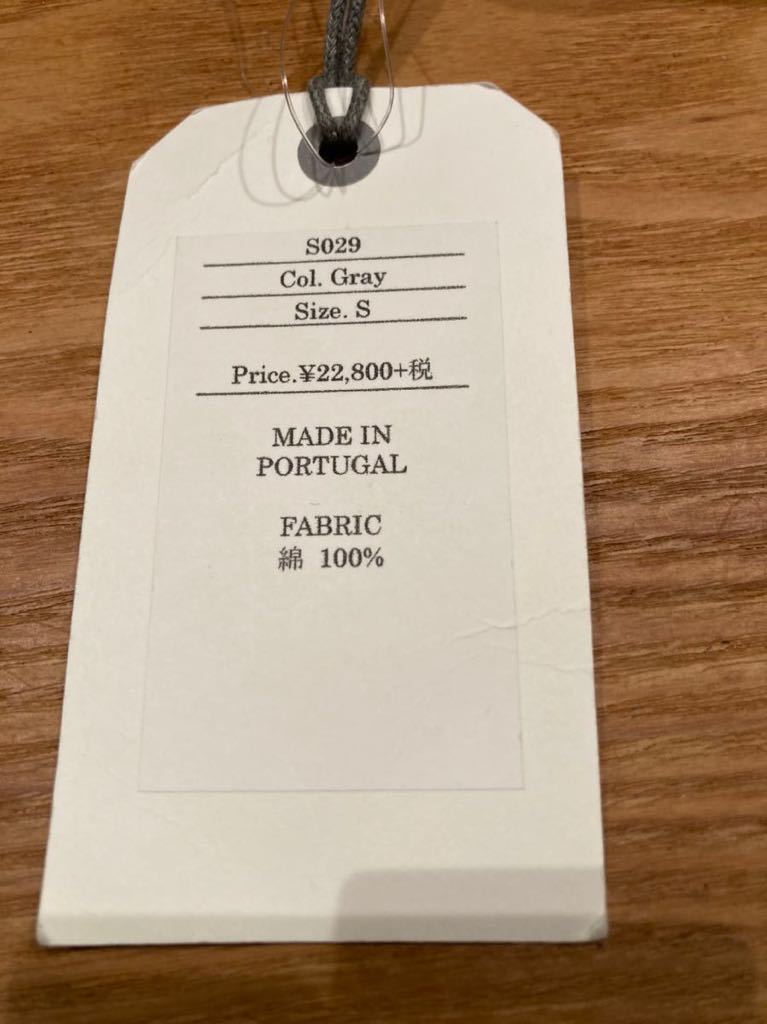 S029
Col. Gray
Size. S
Price.¥22,800+税
MADE IN
PORTUGAL
FABRIC
綿 100%